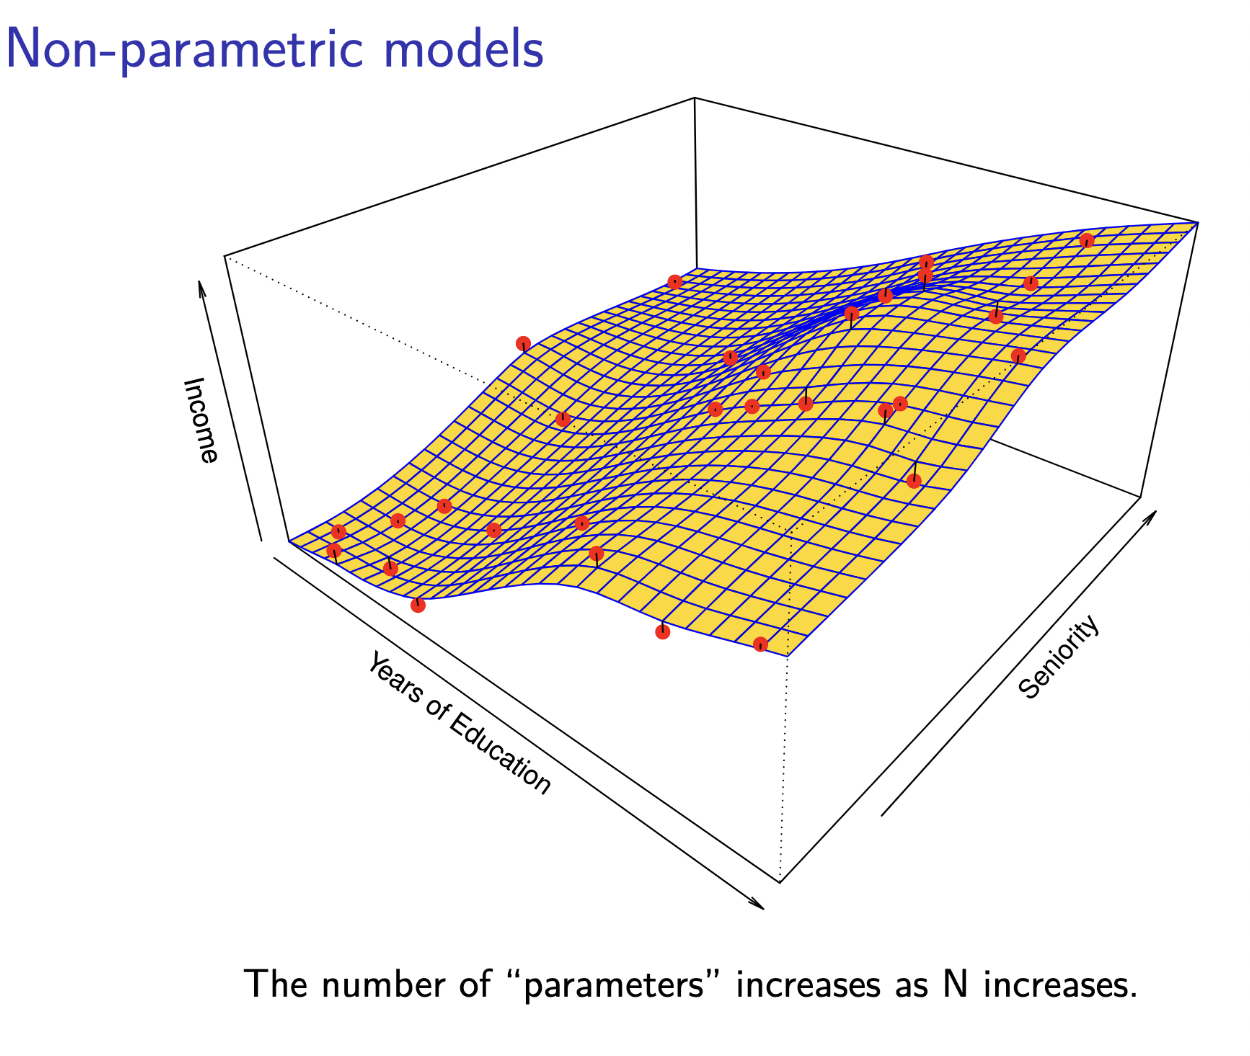 Non-parametric models
Income
Years of Education
Seniority
The number of “parameters” increases as N increases.